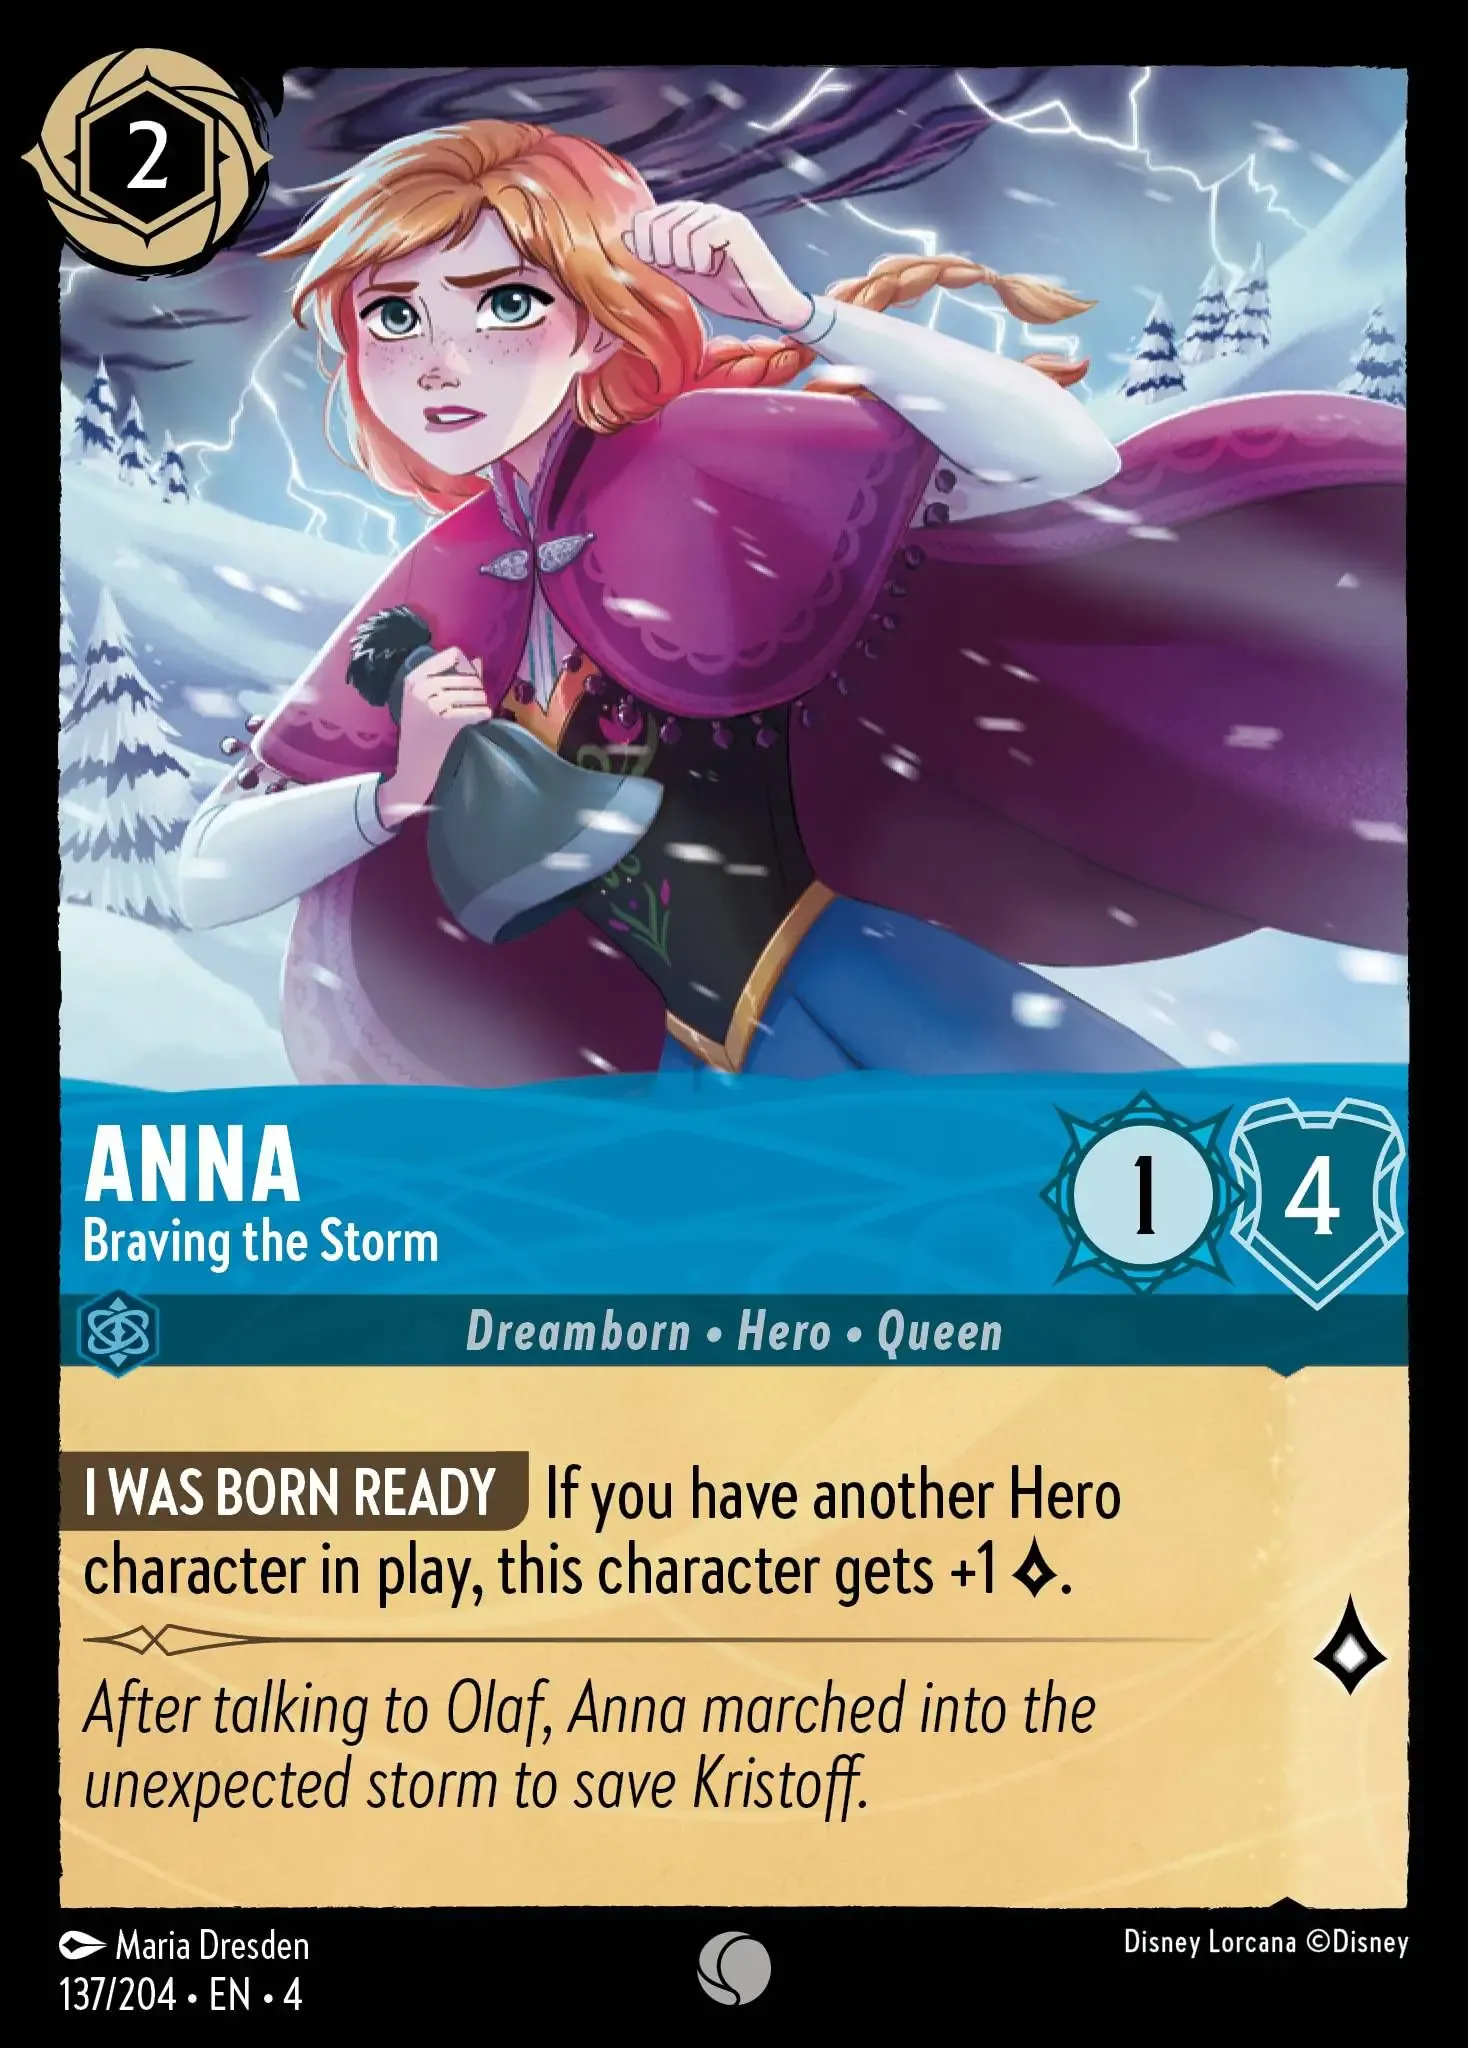 2
ANNA
Braving the Storm
1
4
Dreamborn • Hero • Queen
I WAS BORN READY If you have another Hero
character in play, this character gets +1 .
After talking to Olaf, Anna marched into the
unexpected storm to save Kristoff.
Maria Dresden
137/204 • EN • 4
Disney Lorcana ©Disney